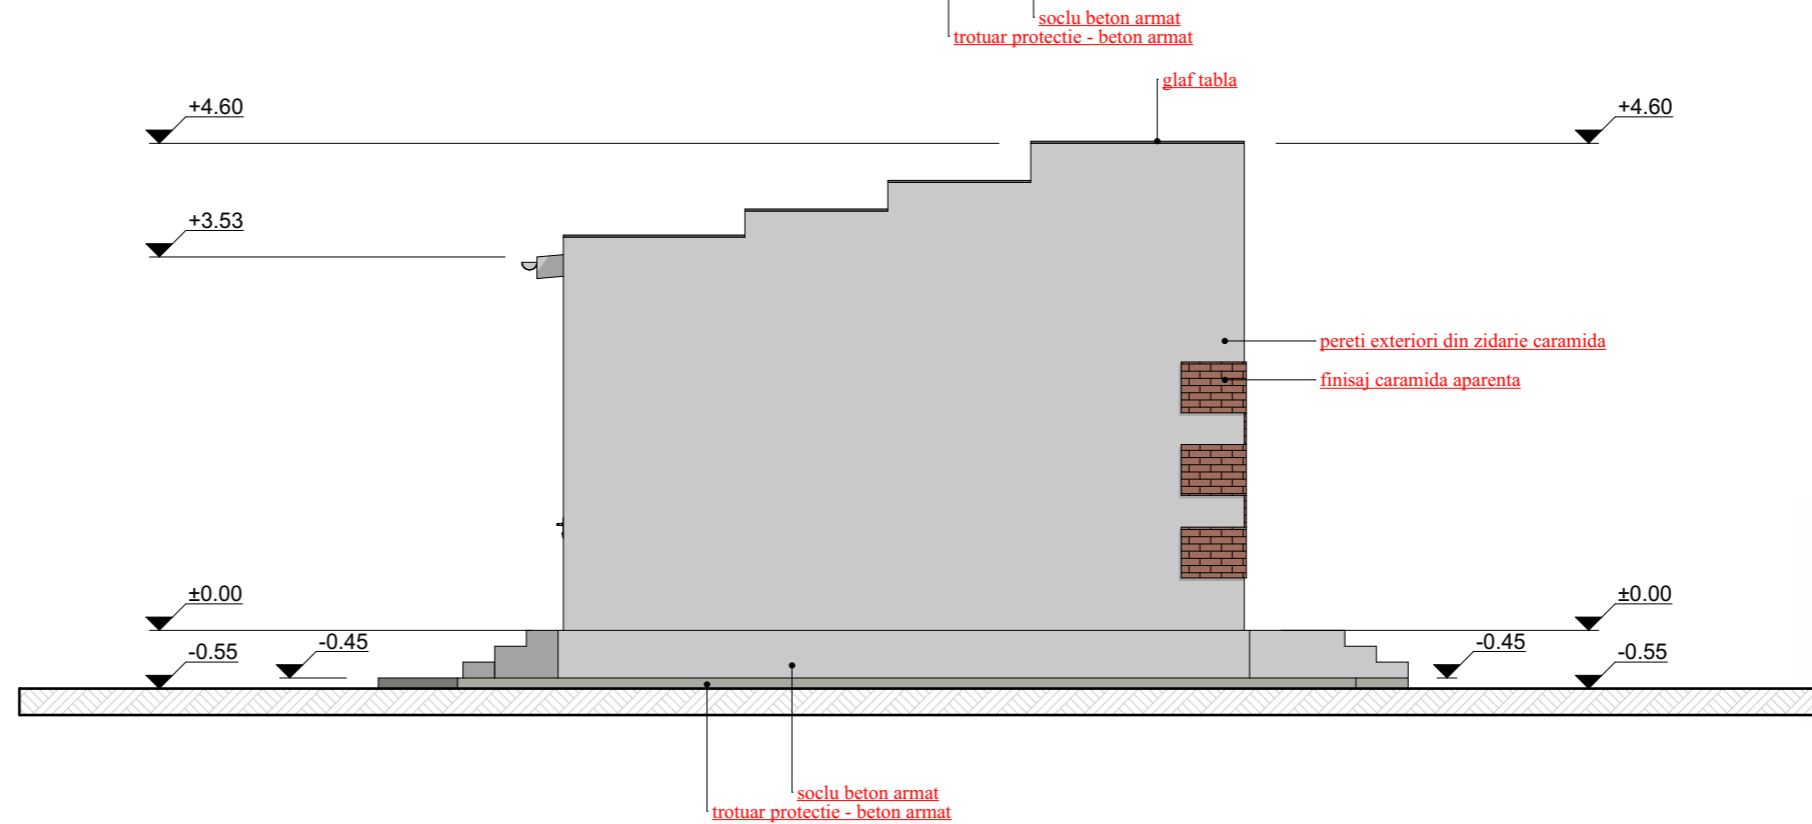 soclu beton armat
trotuar protectie - beton armat
glaf tabla
+4.60
+4.60
+3.53
pereti exteriori din zidarie caramida
finisaj caramida aparenta
±0.00
±0.00
-0.45
-0.45
-0.55
-0.55
soclu beton armat
trotuar protectie - beton armat